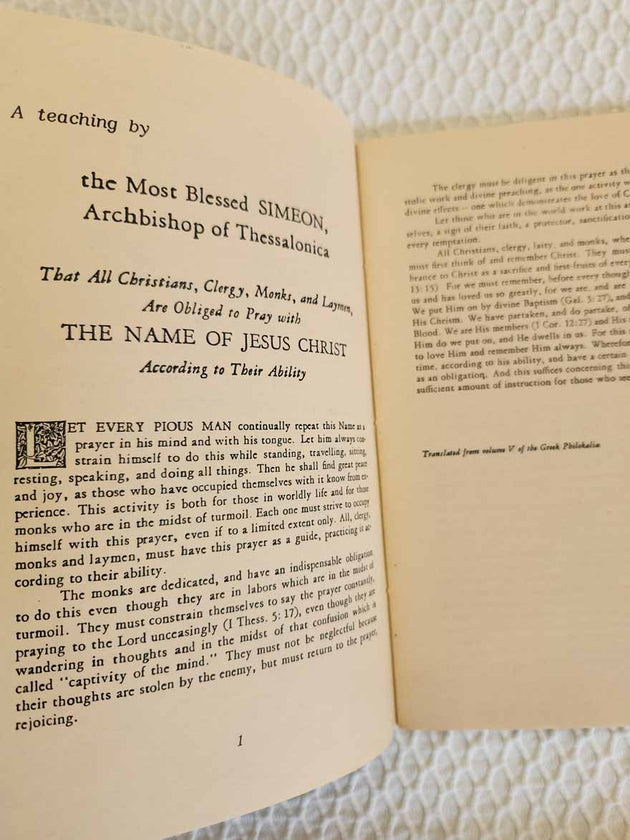 A teaching by
the Most Blessed SIMEON,
Archbishop of Thessalonica
That All Christians, Clergy, Monks, and Laymen,
Are Obliged to Pray with
THE NAME OF JESUS CHRIST
According to Their Ability
LET EVERY PIOUS MAN continually repeat this Name as a
prayer in his mind and with his tongue. Let him always con-
strain himself to do this while standing, travelling, sitting,
resting, speaking, and doing all things. Then he shall find great peace
and joy, as those who have occupied themselves with it know from ex-
perience. This activity is both for those in worldly life and for those
monks who are in the midst of turmoil. Each one must strive to occupy
himself with this prayer, even if to a limited extent only. All, clergy,
monks and laymen, must have this prayer as a guide, practicing it ac-
cording to their ability.
The monks are dedicated, and have an indispensable obligation
to do this even though they are in labors which are in the midst of
turmoil. They must constrain themselves to say the prayer constantly,
praying to the Lord unceasingly (I Thess. 5: 17), even though they are
wandering in thoughts and in the midst of that confusion which is
called "captivity of the mind." They must not be neglectful because
their thoughts are stolen by the enemy, but must return to the prayer,
rejoicing.
1
The clergy must be diligent in this prayer as the
stolic work and divine preaching, as the one activity w
divine effects — one which demonstrates the love of C
Let those who are in the world work at this as
selves, a sign of their faith, a protector, sanctification
every temptation.
All Christians, clergy, laity, and monks, whe
must first think of and remember Christ. They must
brance to Christ as a sacrifice and first-fruits of every
13: 15) For we must remember, before every though
us and has loved us so greatly, for we are, and are
We put Him on by divine Baptism (Gal. 3: 27), and
His Chrism. We have partaken, and do partake, of
Blood. We are His members (I Cor. 12:27) and His
Him do we put on, and He dwells in us. For this
to love Him and remember Him always. Wherefor
time, according to his ability, and have a certain
as an obligation. And this suffices concerning this
sufficient amount of instruction for those who see
Translated from volume V of the Greek Philokalia